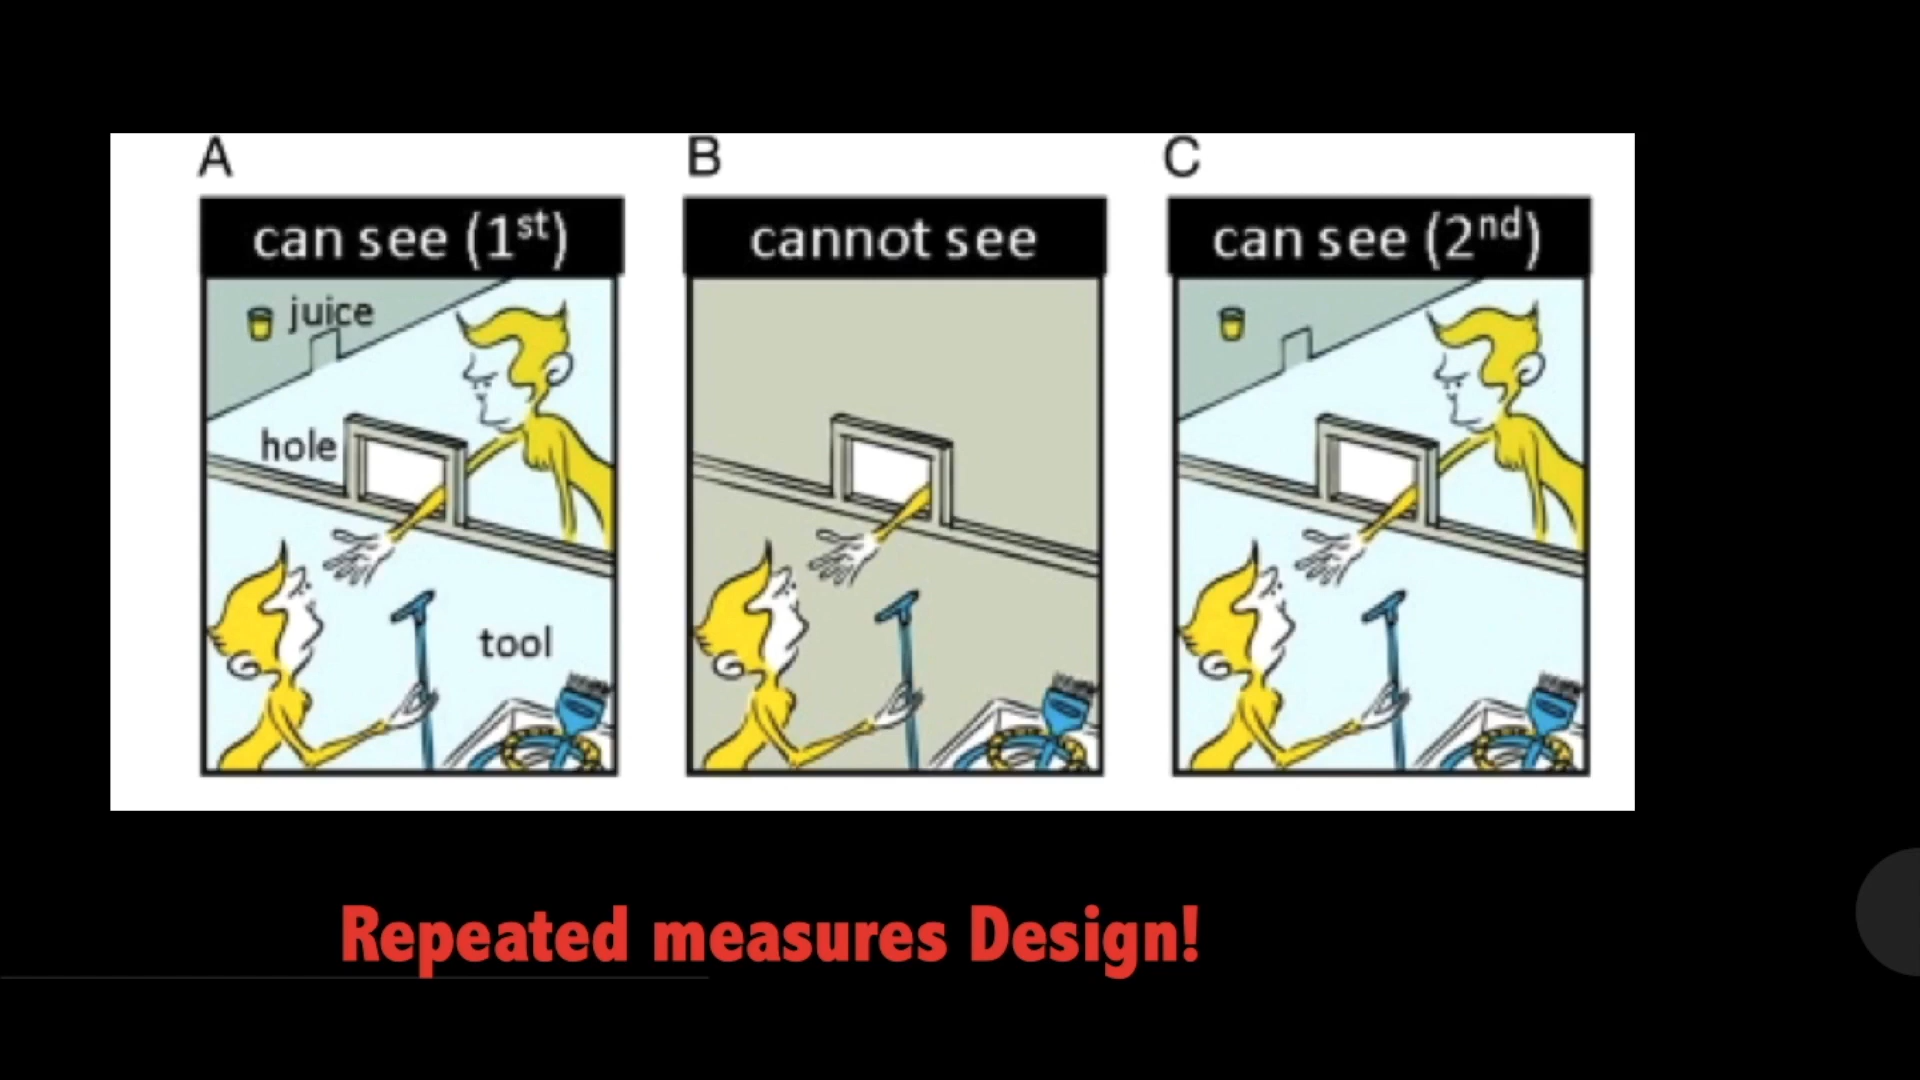 A
B
C
can see (1st)
cannot see
can see (2nd)
juice
hole
tool
Repeated measures Design!